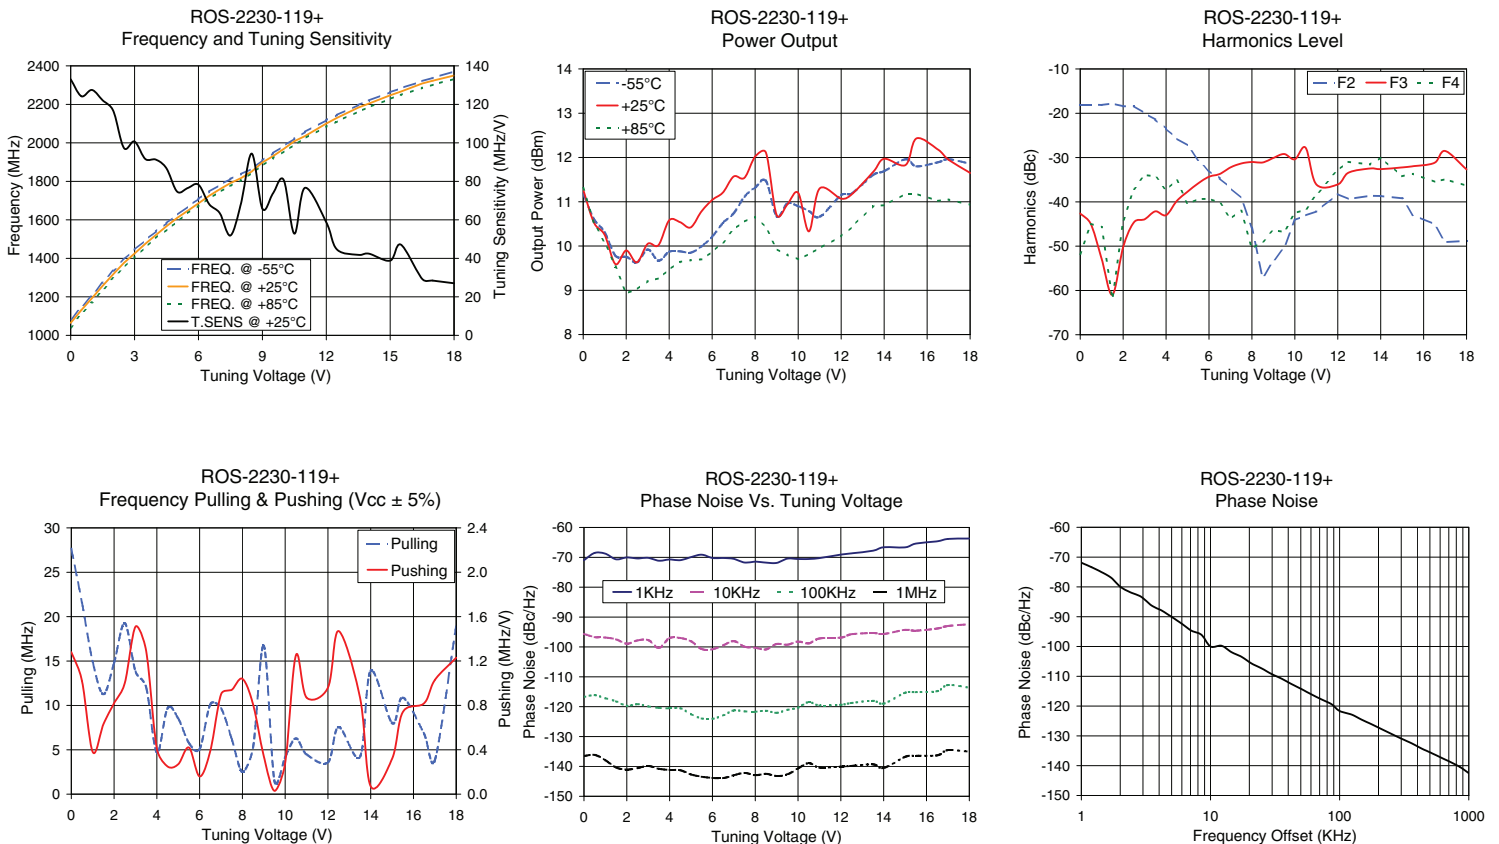 ROS-2230-119+
Frequency and Tuning Sensitivity
2400
2200
2000
1800
1600
1400
1200
1000
140
120
100
80
60
40
20
0
Frequency (MHz)
Tuning Sensitivity (MHz/V)
FREQ. @ -55°C
FREQ. @ +25°C
FREQ. @ +85°C
T.SENS @ +25°C
0 3 6 9 12 15 18
Tuning Voltage (V)
ROS-2230-119+
Power Output
14
13
12
11
10
9
8
Output Power (dBm)
-55°C
+25°C
+85°C
0 2 4 6 8 10 12 14 16 18
Tuning Voltage (V)
ROS-2230-119+
Harmonics Level
-10
-20
-30
-40
-50
-60
-70
Harmonics (dBc)
F2 F3 F4
0 2 4 6 8 10 12 14 16 18
Tuning Voltage (V)
ROS-2230-119+
Frequency Pulling & Pushing (Vcc ± 5%)
30
25
20
15
10
5
0
2.4
2.0
1.6
1.2
0.8
0.4
0.0
Pulling (MHz)
Pushing (MHz/V)
Pulling
Pushing
0 2 4 6 8 10 12 14 16 18
Tuning Voltage (V)
ROS-2230-119+
Phase Noise Vs. Tuning Voltage
-60
-70
-80
-90
-100
-110
-120
-130
-140
-150
Phase Noise (dBc/Hz)
1KHz 10KHz 100KHz 1MHz
0 2 4 6 8 10 12 14 16 18
Tuning Voltage (V)
ROS-2230-119+
Phase Noise
-60
-70
-80
-90
-100
-110
-120
-130
-140
-150
Phase Noise (dBc/Hz)
1 10 100 1000
Frequency Offset (KHz)